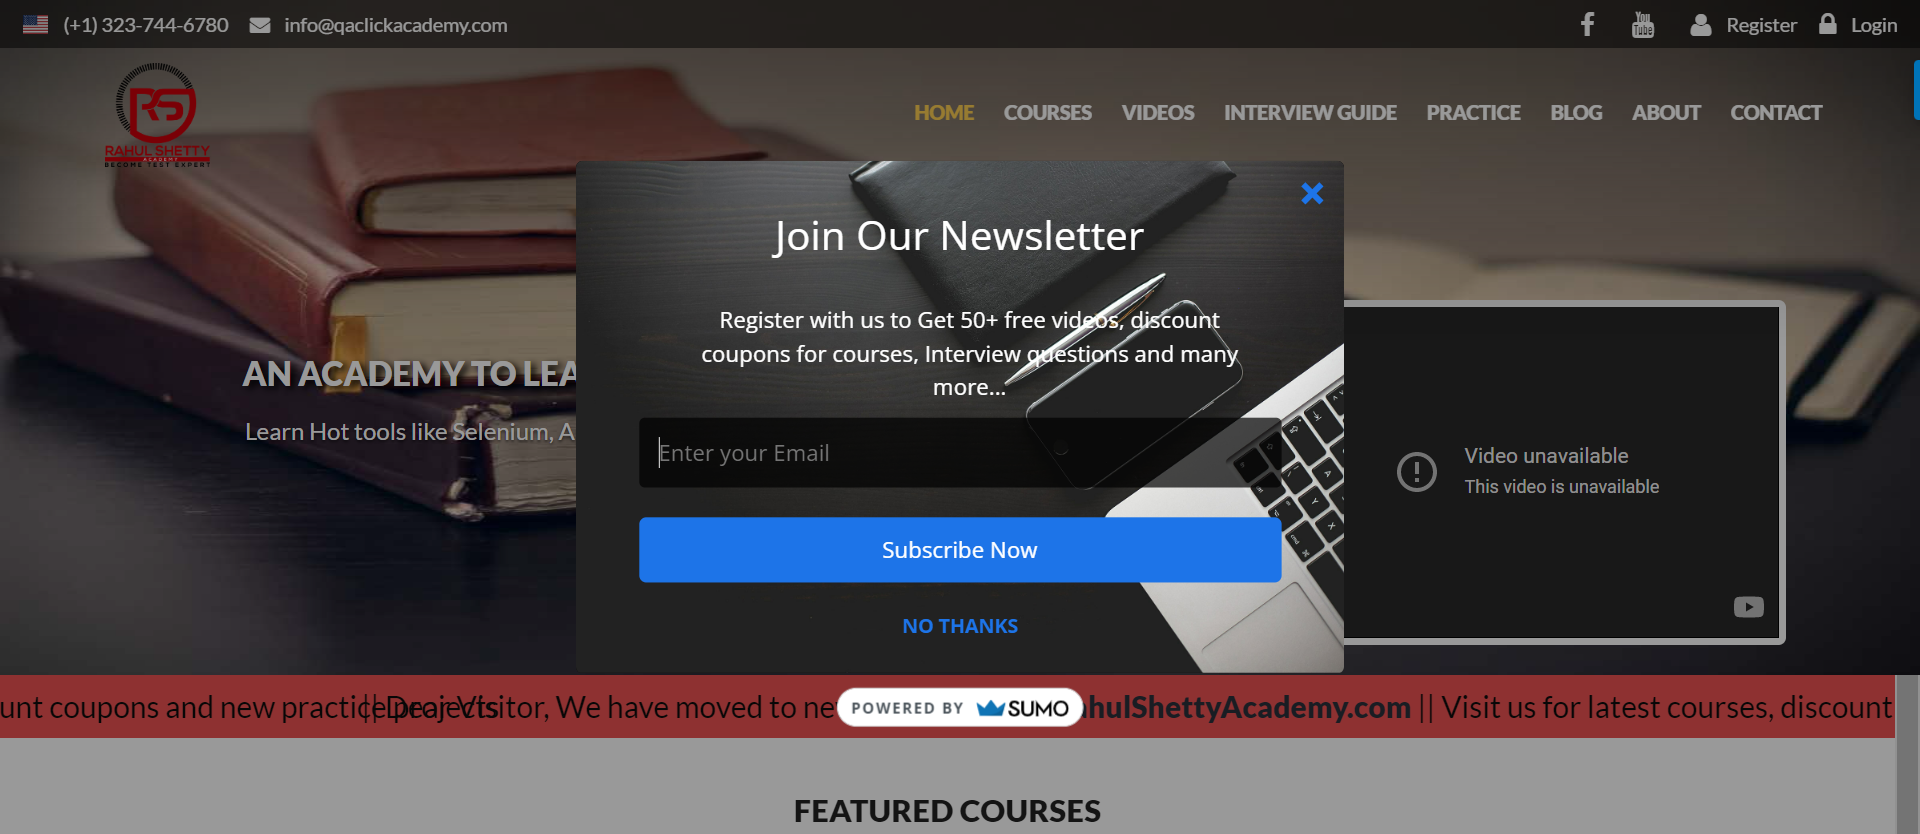 (+1) 323-744-6780 info@qaclickacademy.com Register Login
RAHUL SHETTY
ACADEMY
BECOME TEST EXPERT
HOME COURSES VIDEOS INTERVIEW GUIDE PRACTICE BLOG ABOUT CONTACT
Join Our Newsletter
Register with us to Get 50+ free videos, discount
coupons for courses, Interview questions and many
more...
AN ACADEMY TO LEA
Learn Hot tools like Selenium, A
Enter your Email
Subscribe Now
NO THANKS
Video unavailable
This video is unavailable
unt coupons and new practice projects || Dear Visitor, We have moved to ne
POWERED BY SUMO
hulShettyAcademy.com || Visit us for latest courses, discount
FEATURED COURSES